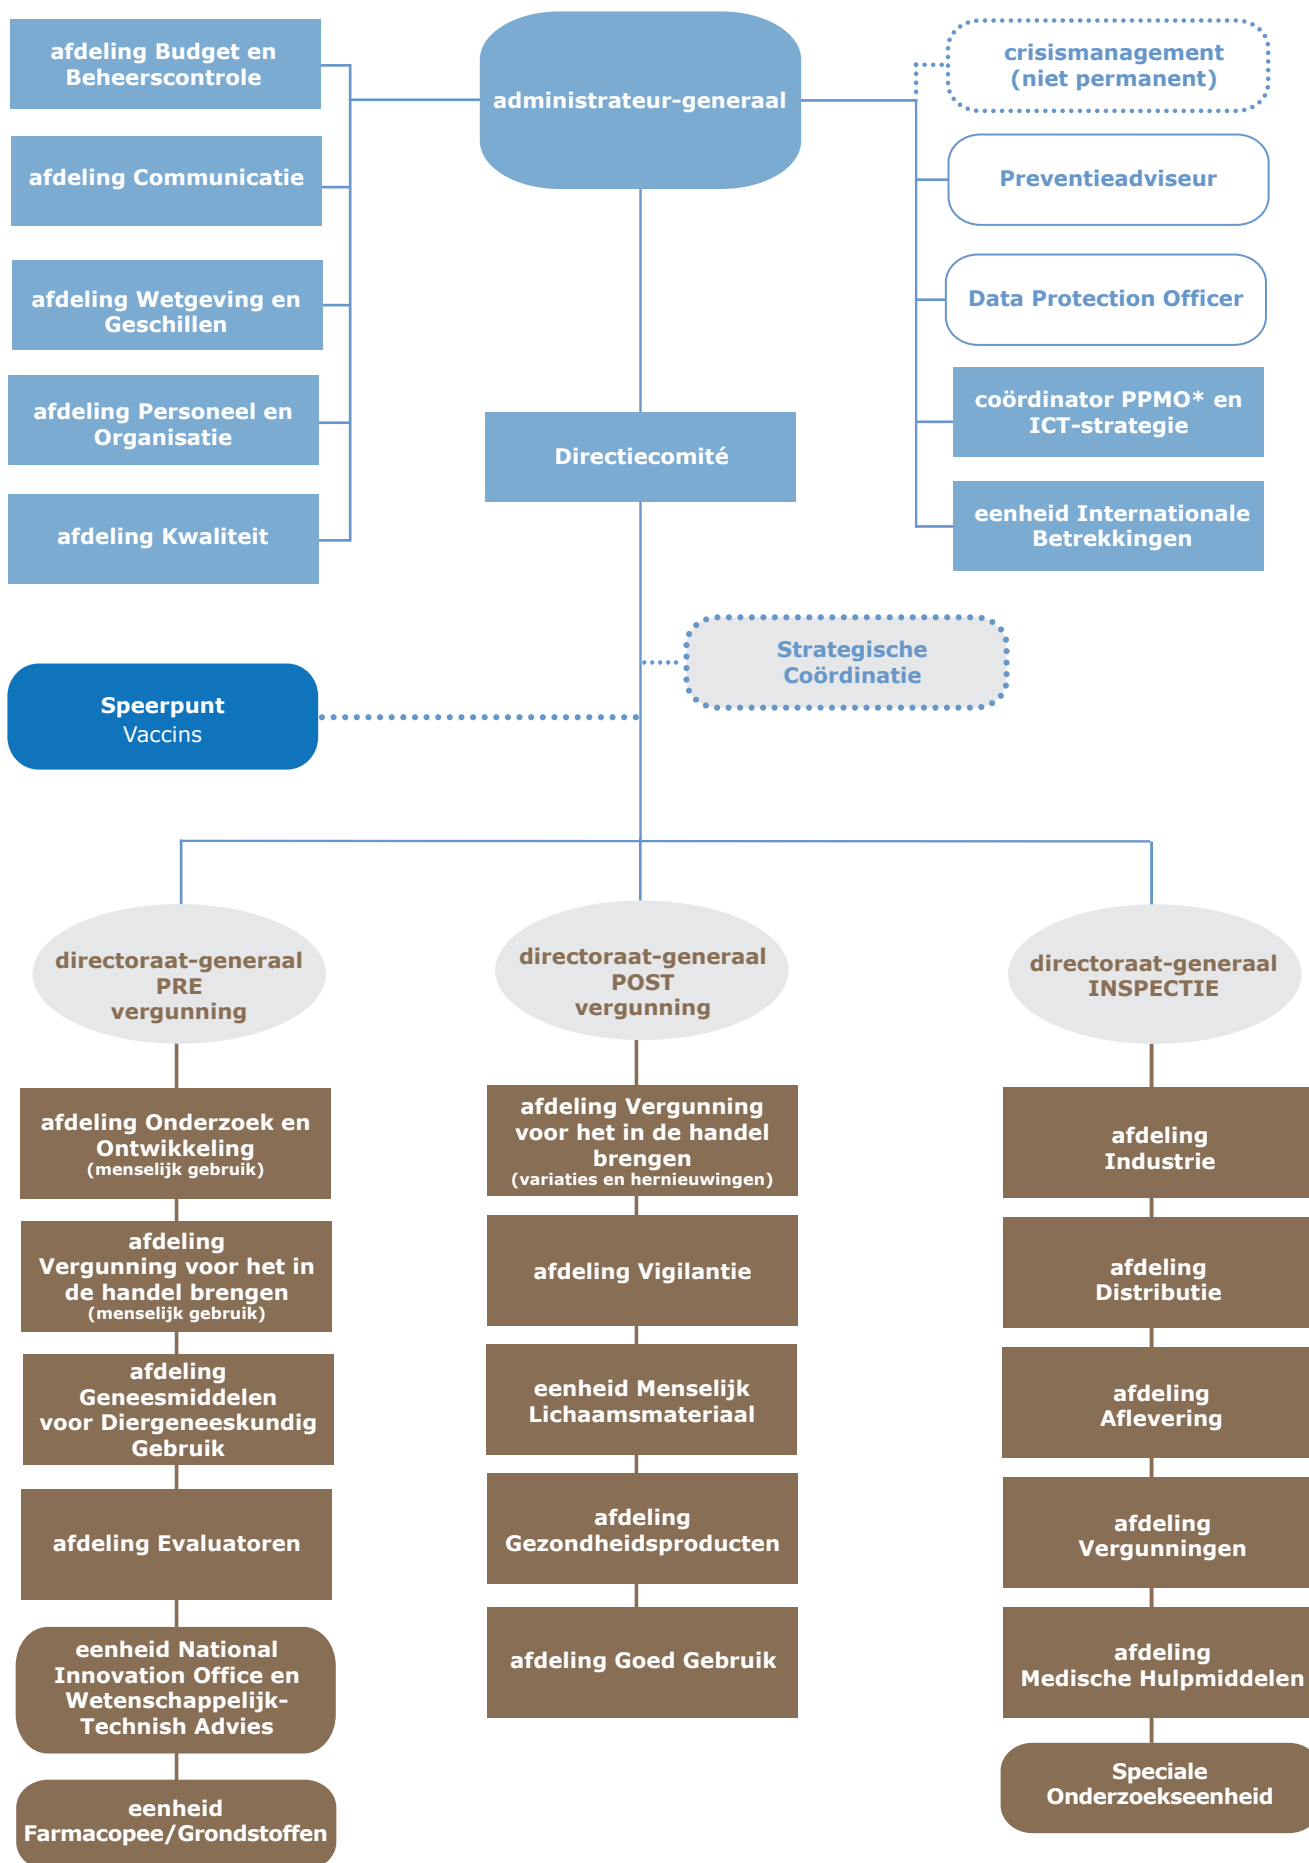 afdeling Budget en
Beheerscontrole
afdeling Communicatie
afdeling Wetgeving en
Geschillen
afdeling Personeel en
Organisatie
afdeling Kwaliteit
administrateur-generaal
Directiecomité
crisismanagement
(niet permanent)
Preventieadviseur
Data Protection Officer
coördinator PPMO* en
ICT-strategie
eenheid Internationale
Betrekkingen
Strategische
Coördinatie
Speerpunt
Vaccins
directoraat-generaal
PRE
vergunning
afdeling Onderzoek en
Ontwikkeling
(menselijk gebruik)
afdeling
Vergunning voor het in
de handel brengen
(menselijk gebruik)
afdeling
Geneesmiddelen
voor Diergeneeskundig
Gebruik
afdeling Evaluatoren
eenheid National
Innovation Office en
Wetenschappelijk-
Technish Advies
eenheid
Farmacopee/Grondstoffen
directoraat-generaal
POST
vergunning
afdeling Vergunning
voor het in de handel
brengen
(variaties en hernieuwingen)
afdeling Vigilantie
eenheid Menselijk
Lichaamsmateriaal
afdeling
Gezondheidsproducten
afdeling Goed Gebruik
directoraat-generaal
INSPECTIE
afdeling
Industrie
afdeling
Distributie
afdeling
Aflevering
afdeling
Vergunningen
afdeling
Medische Hulpmiddelen
Speciale
Onderzoekseenheid